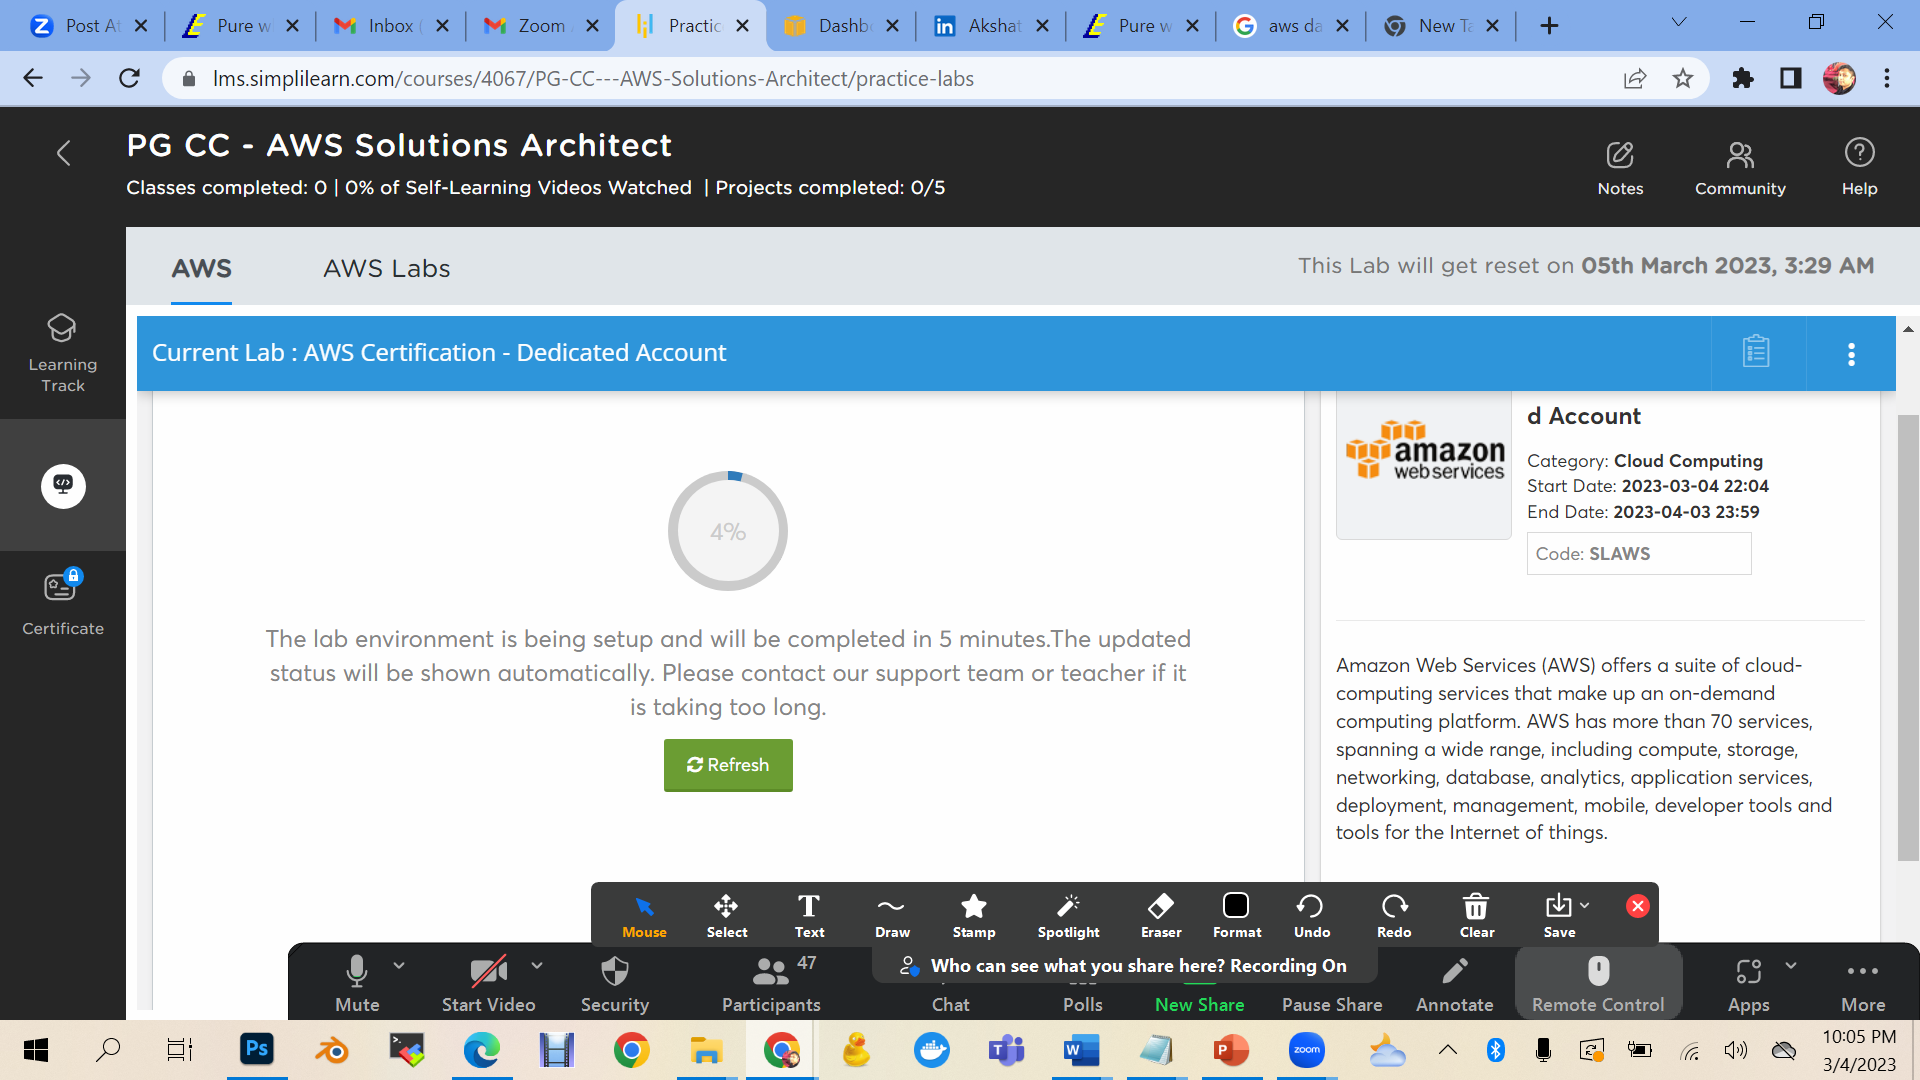 Post At
Pure w
Inbox (
Zoom
Practic
Dashb
Akshat
Pure w
aws da
New Ta
lms.simplilearn.com/courses/4067/PG-CC---AWS-Solutions-Architect/practice-labs
PG CC - AWS Solutions Architect
Classes completed: 0 | 0% of Self-Learning Videos Watched | Projects completed: 0/5
Notes
Community
Help
AWS
AWS Labs
This Lab will get reset on 05th March 2023, 3:29 AM
Learning
Track
Certificate
Current Lab : AWS Certification - Dedicated Account
4%
The lab environment is being setup and will be completed in 5 minutes.The updated
status will be shown automatically. Please contact our support team or teacher if it
is taking too long.
Refresh
amazon
webservices
d Account
Category: Cloud Computing
Start Date: 2023-03-04 22:04
End Date: 2023-04-03 23:59
Code: SLAWS
Amazon Web Services (AWS) offers a suite of cloud-
computing services that make up an on-demand
computing platform. AWS has more than 70 services,
spanning a wide range, including compute, storage,
networking, database, analytics, application services,
deployment, management, mobile, developer tools and
tools for the Internet of things.
Mouse
Select
Text
Draw
Stamp
Spotlight
Eraser
Format
Undo
Redo
Clear
Save
Who can see what you share here? Recording On
Mute
Start Video
Security
Participants
47
Chat
Polls
New Share
Pause Share
Annotate
Remote Control
Apps
More
Ps
W
P
zoom
10:05 PM
3/4/2023